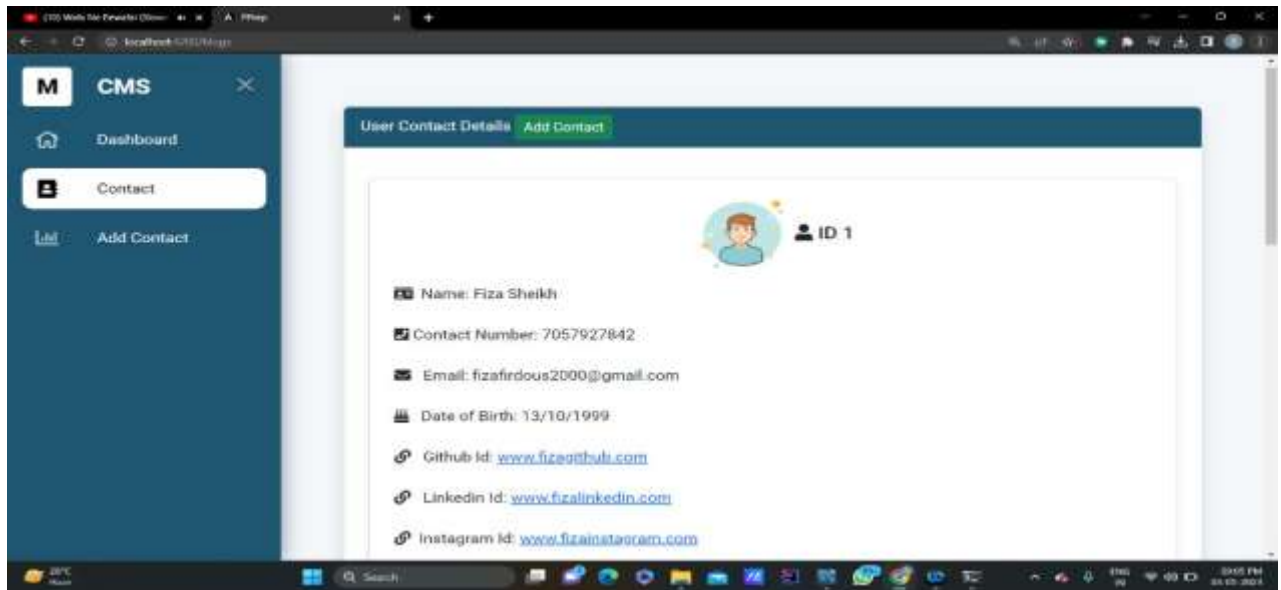 localhost
M CMS
Dashboard
Contact
Add Contact
User Contact Details Add Contact
ID 1
Name: Fiza Sheikh
Contact Number: 7057927842
Email: fizafirdous2000@gmail.com
Date of Birth: 13/10/1999
Github Id: www.fizagithub.com
Linkedin Id: www.fizalinkedin.com
Instagram Id: www.fizainstagram.com
Search
ENG